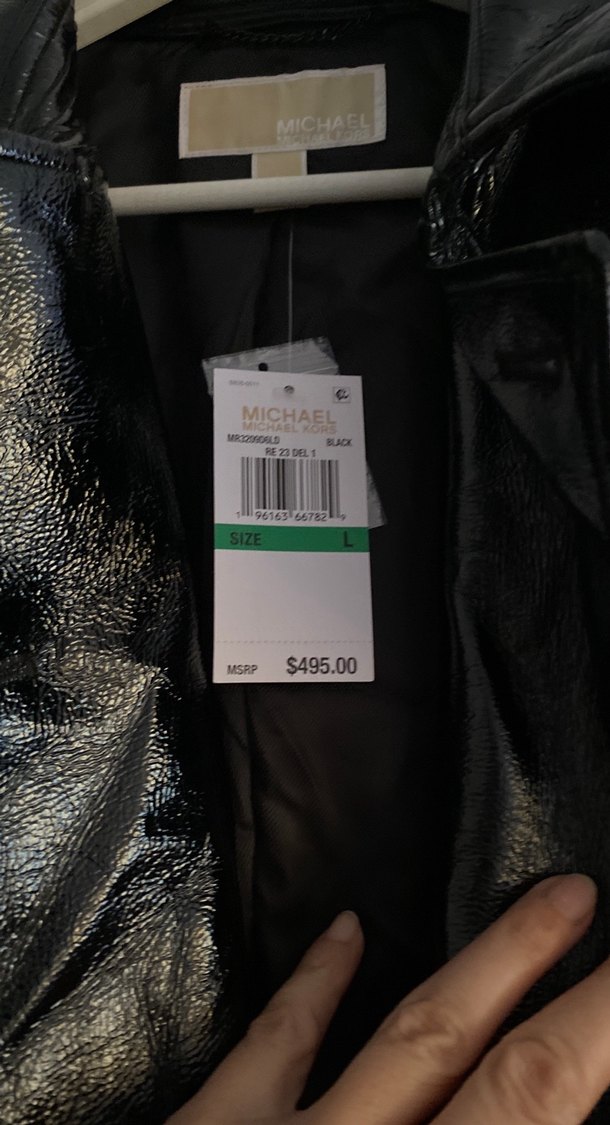 MICHAEL
MICHAEL KORS
MICHAEL
MICHAEL KORS
MR3209D6LD BLACK
RE 23 DEL 1
1 96163 66782 9
SIZE L
MSRP $495.00